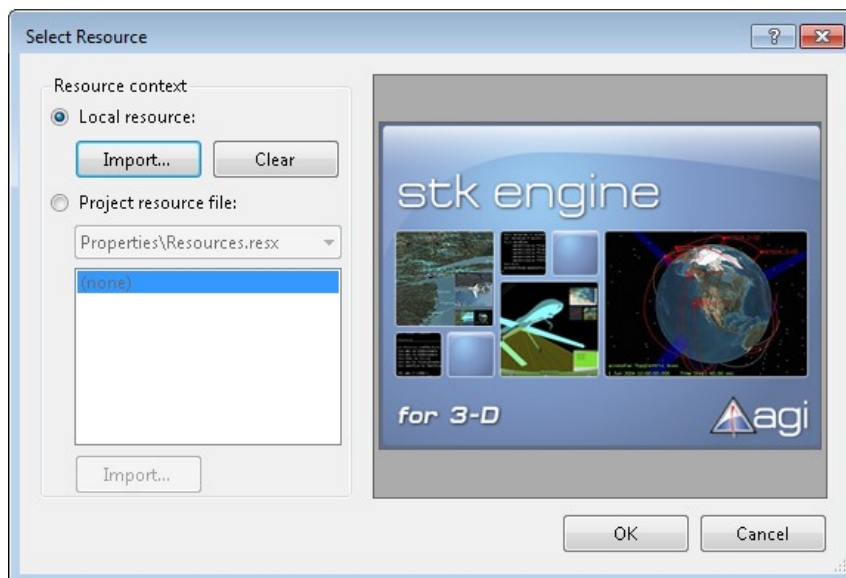 Select Resource
Resource context
Local resource:
Import...
Clear
Project resource file:
Properties\Resources.resx
(none)
Import...
stk engine
for 3-D
agi
OK
Cancel